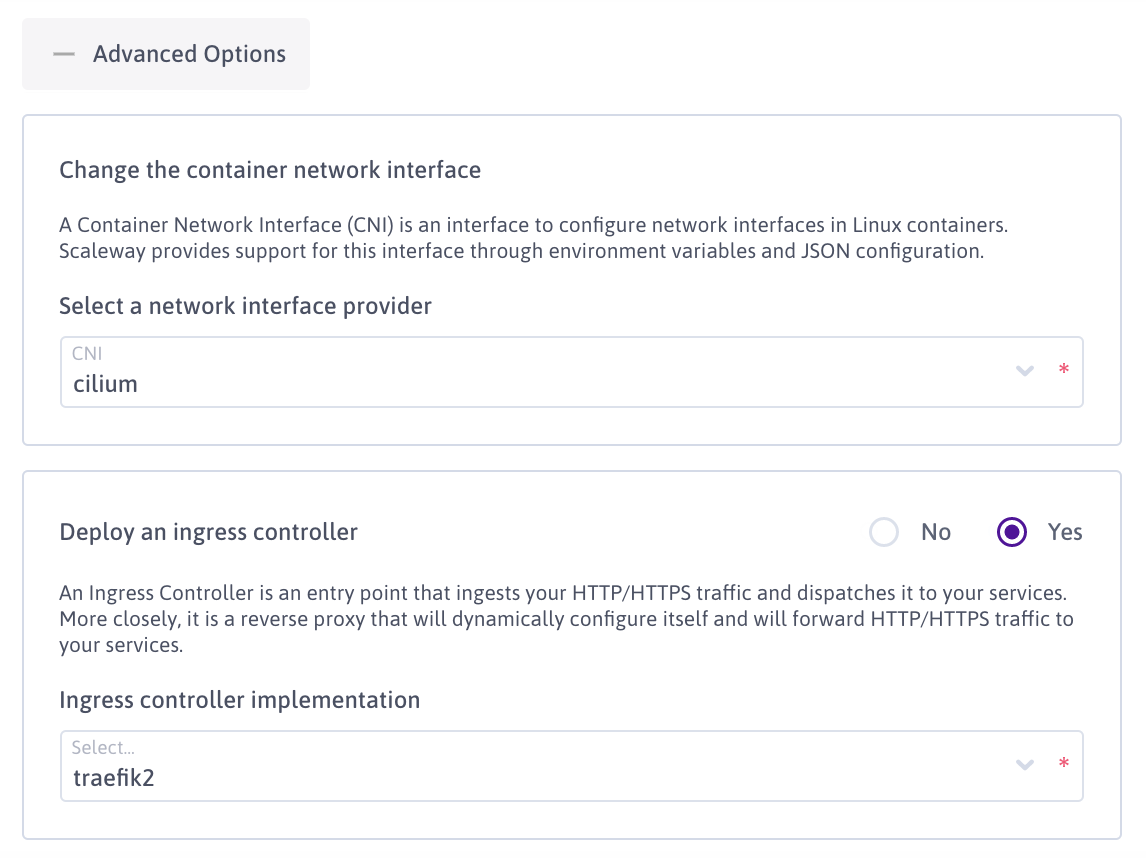 Advanced Options
Change the container network interface
A Container Network Interface (CNI) is an interface to configure network interfaces in Linux containers.
Scaleway provides support for this interface through environment variables and JSON configuration.
Select a network interface provider
CNI
cilium
*
Deploy an ingress controller
No
Yes
An Ingress Controller is an entry point that ingests your HTTP/HTTPS traffic and dispatches it to your services.
More closely, it is a reverse proxy that will dynamically configure itself and will forward HTTP/HTTPS traffic to
your services.
Ingress controller implementation
Select...
traefik2
*